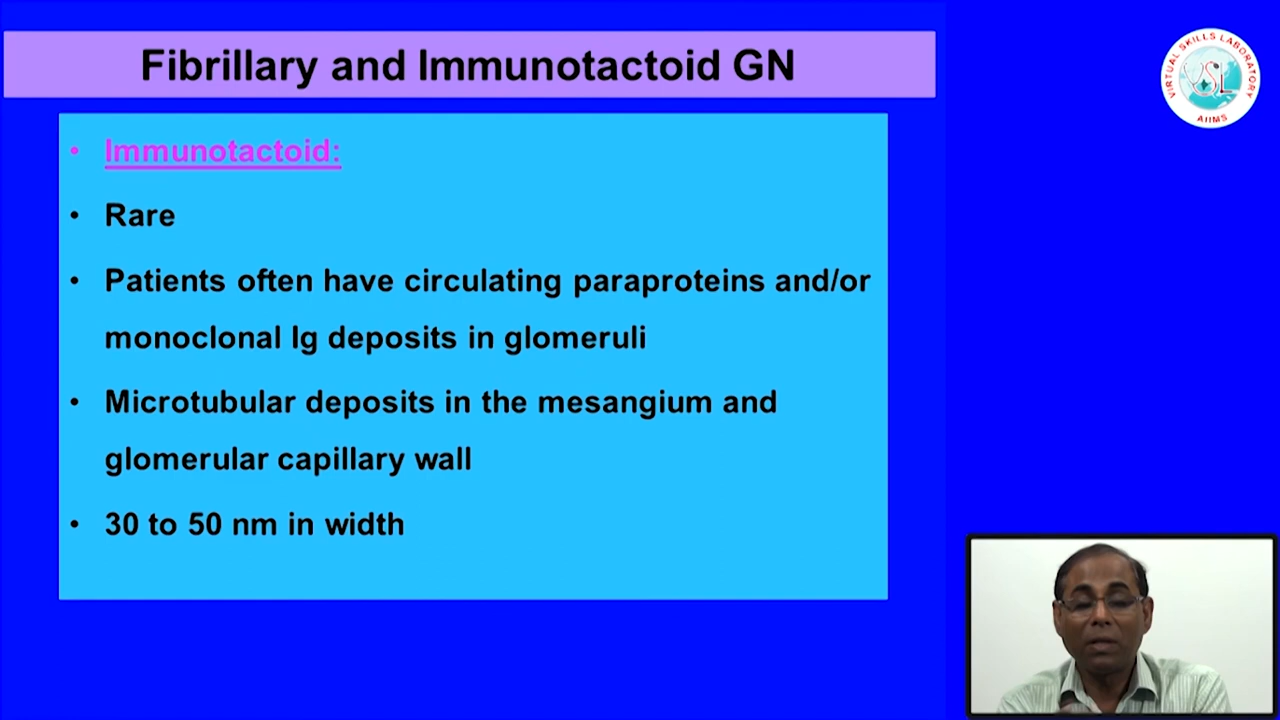 Fibrillary and Immunotactoid GN
• Immunotactoid:
• Rare
• Patients often have circulating paraproteins and/or
monoclonal Ig deposits in glomeruli
• Microtubular deposits in the mesangium and
glomerular capillary wall
• 30 to 50 nm in width
VIRTUAL SKILLS LABORATORY
VSL
AIIMS